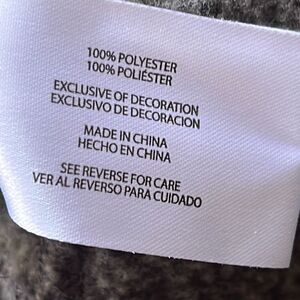 100% POLYESTER
100% POLIÉSTER
EXCLUSIVE OF DECORATION
EXCLUSIVO DE DECORACION
MADE IN CHINA
HECHO EN CHINA
SEE REVERSE FOR CARE
VER AL REVERSO PARA CUIDADO